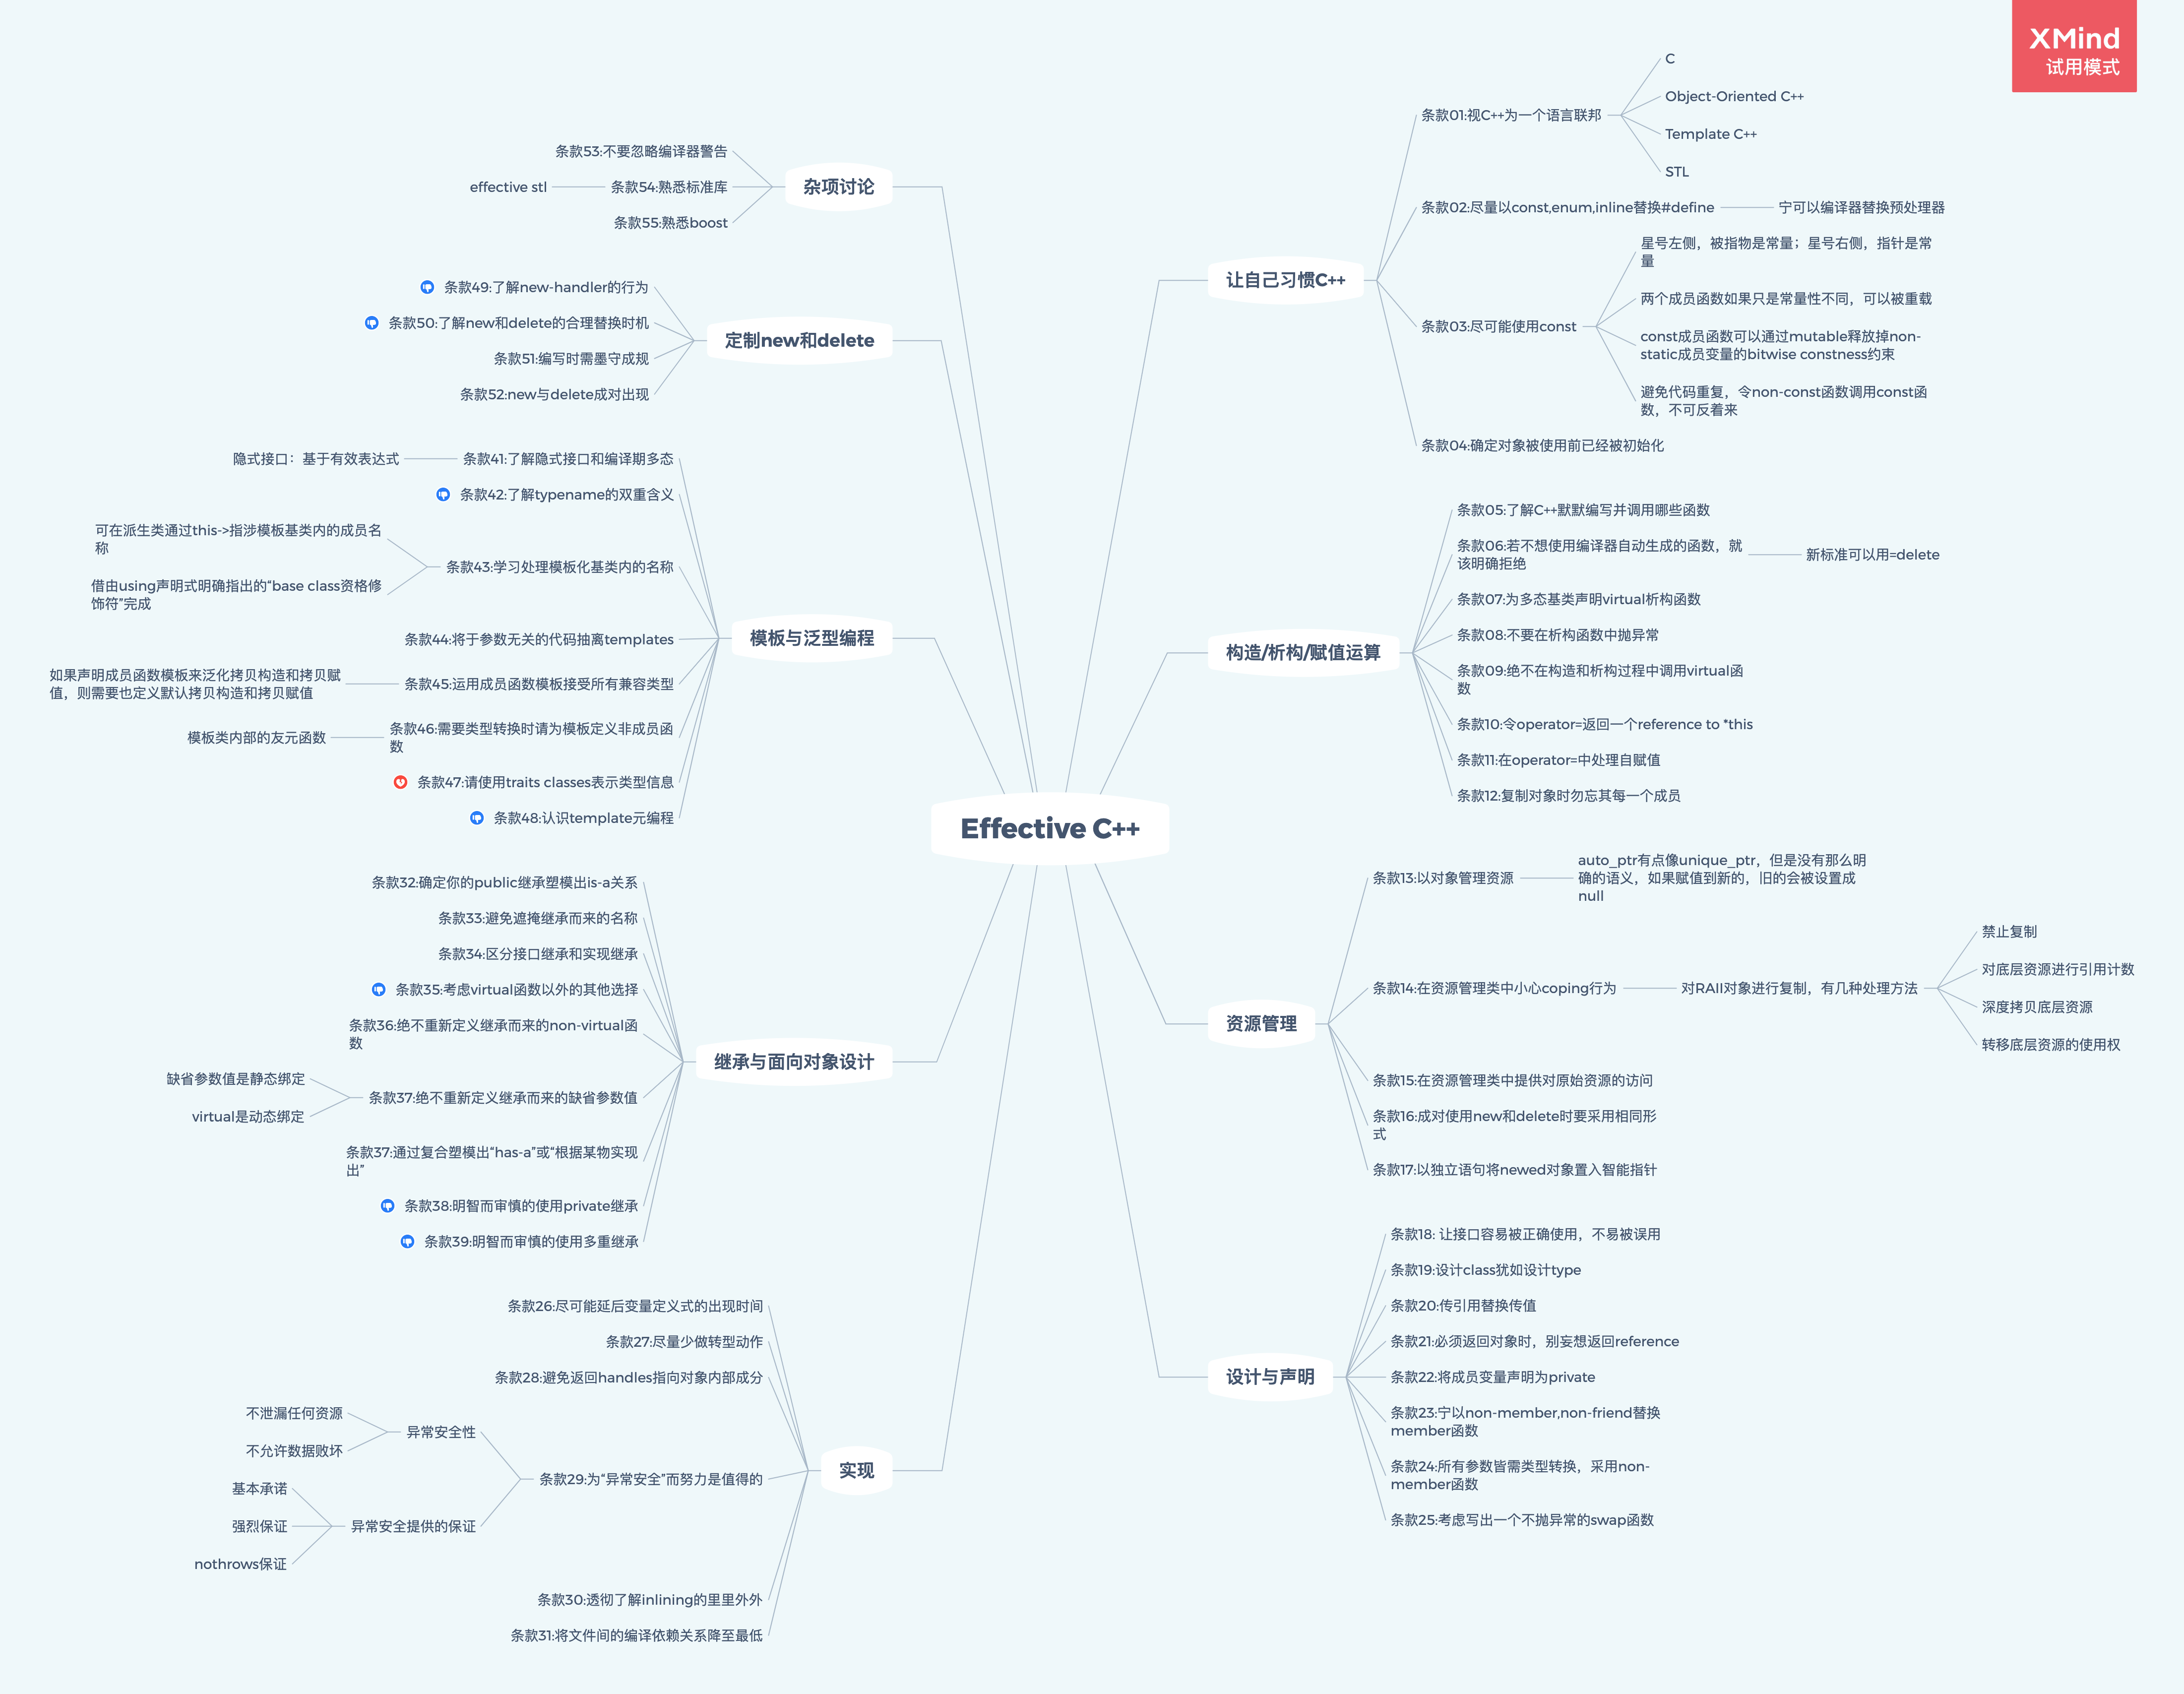 XMind
试用模式
Effective C++
让自己习惯C++
条款01:视C++为一个语言联邦
C
Object-Oriented C++
Template C++
STL
条款02:尽量以const,enum,inline替换#define
宁可以编译器替换预处理器
条款03:尽可能使用const
星号左侧，被指物是常量；星号右侧，指针是常
量
两个成员函数如果只是常量性不同，可以被重载
const成员函数可以通过mutable释放掉non-
static成员变量的bitwise constness约束
避免代码重复，令non-const函数调用const函
数，不可反着来
条款04:确定对象被使用前已经被初始化
构造/析构/赋值运算
条款05:了解C++默默编写并调用哪些函数
条款06:若不想使用编译器自动生成的函数，就
该明确拒绝
新标准可以用=delete
条款07:为多态基类声明virtual析构函数
条款08:不要在析构函数中抛异常
条款09:绝不在构造和析构过程中调用virtual函
数
条款10:令operator=返回一个reference to *this
条款11:在operator=中处理自赋值
条款12:复制对象时勿忘其每一个成员
资源管理
条款13:以对象管理资源
auto_ptr有点像unique_ptr，但是没有那么明
确的语义，如果赋值到新的，旧的会被设置成
null
条款14:在资源管理类中小心coping行为
对RAII对象进行复制，有几种处理方法
禁止复制
对底层资源进行引用计数
深度拷贝底层资源
转移底层资源的使用权
条款15:在资源管理类中提供对原始资源的访问
条款16:成对使用new和delete时要采用相同形
式
条款17:以独立语句将newed对象置入智能指针
设计与声明
条款18: 让接口容易被正确使用，不易被误用
条款19:设计class犹如设计type
条款20:传引用替换传值
条款21:必须返回对象时，别妄想返回reference
条款22:将成员变量声明为private
条款23:宁以non-member,non-friend替换
member函数
条款24:所有参数皆需类型转换，采用non-
member函数
条款25:考虑写出一个不抛异常的swap函数
杂项讨论
条款53:不要忽略编译器警告
条款54:熟悉标准库
effective stl
条款55:熟悉boost
定制new和delete
条款49:了解new-handler的行为
条款50:了解new和delete的合理替换时机
条款51:编写时需墨守成规
条款52:new与delete成对出现
模板与泛型编程
条款41:了解隐式接口和编译期多态
隐式接口：基于有效表达式
条款42:了解typename的双重含义
条款43:学习处理模板化基类内的名称
可在派生类通过this->指涉模板基类内的成员名
称
借由using声明式明确指出的“base class资格修
饰符”完成
条款44:将于参数无关的代码抽离templates
条款45:运用成员函数模板接受所有兼容类型
如果声明成员函数模板来泛化拷贝构造和拷贝赋
值，则需要也定义默认拷贝构造和拷贝赋值
条款46:需要类型转换时请为模板定义非成员函
数
模板类内部的友元函数
条款47:请使用traits classes表示类型信息
条款48:认识template元编程
继承与面向对象设计
条款32:确定你的public继承塑模出is-a关系
条款33:避免遮掩继承而来的名称
条款34:区分接口继承和实现继承
条款35:考虑virtual函数以外的其他选择
条款36:绝不重新定义继承而来的non-virtual函
数
条款37:绝不重新定义继承而来的缺省参数值
缺省参数值是静态绑定
virtual是动态绑定
条款37:通过复合塑模出“has-a”或“根据某物实现
出”
条款38:明智而审慎的使用private继承
条款39:明智而审慎的使用多重继承
实现
条款26:尽可能延后变量定义式的出现时间
条款27:尽量少做转型动作
条款28:避免返回handles指向对象内部成分
条款29:为“异常安全”而努力是值得的
异常安全性
不泄漏任何资源
不允许数据败坏
异常安全提供的保证
基本承诺
强烈保证
nothrows保证
条款30:透彻了解inlining的里里外外
条款31:将文件间的编译依赖关系降至最低